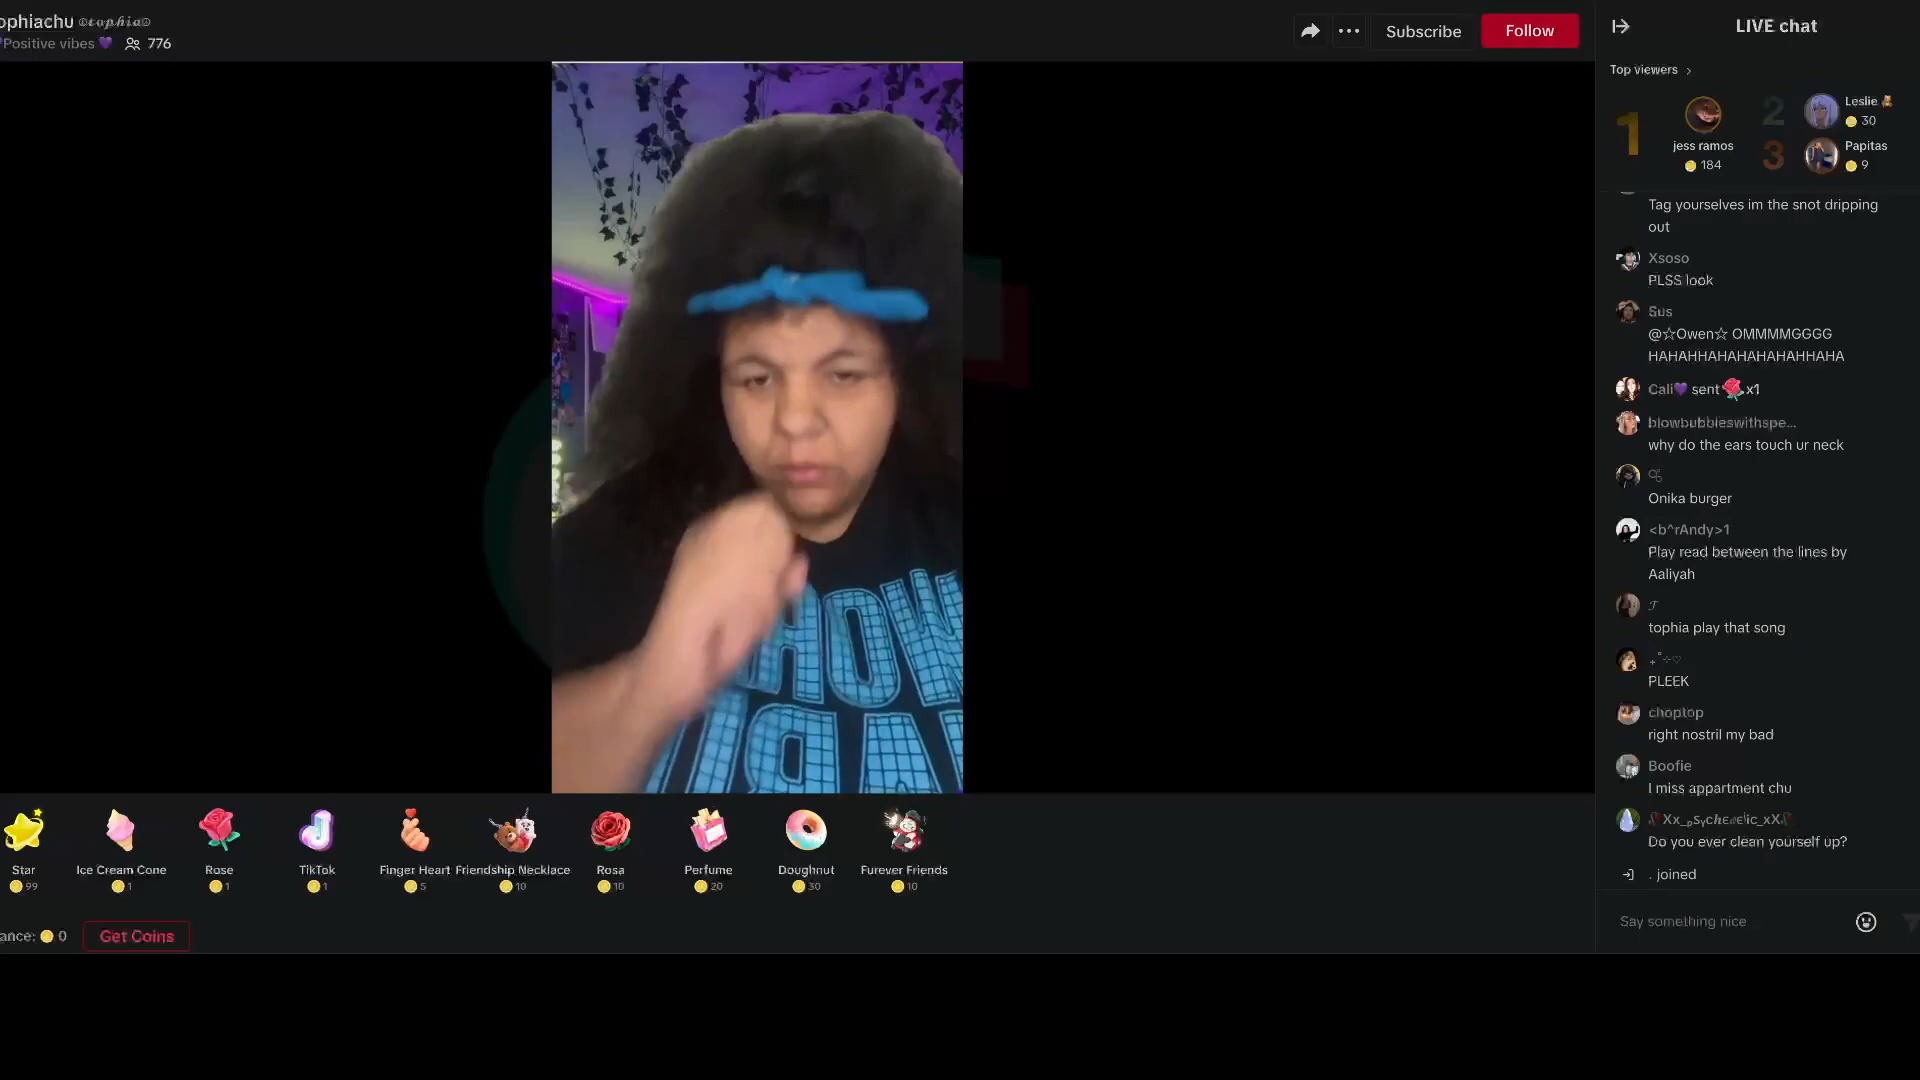 ophiachu @tophia☺
Positive vibes 💜 776
Subscribe
Follow
LIVE chat
Top viewers >
1
jess ramos
184
2
Leslie 🧸
30
3
Papitas
9
Tag yourselves im the snot dripping
out
Xsoso
PLSS look
Sus
@☆Owen☆ OMMMMGGGG
HAHAHHAHAHAHAHAHHAHA
Cali💜 sent 🌹x1
blowbubbleswithspe...
why do the ears touch ur neck
Onika burger
<b^rAndy>1
Play read between the lines by
Aaliyah
T
tophia play that song
PLEEK
choptop
right nostril my bad
Boofie
I miss appartment chu
Do you ever clean yourself up?
. joined
Say something nice
HOW
Star
99
Ice Cream Cone
1
Rose
1
TikTok
1
Finger Heart
5
Friendship Necklace
10
Rosa
10
Perfume
20
Doughnut
30
Furever Friends
10
ance: 0
Get Coins